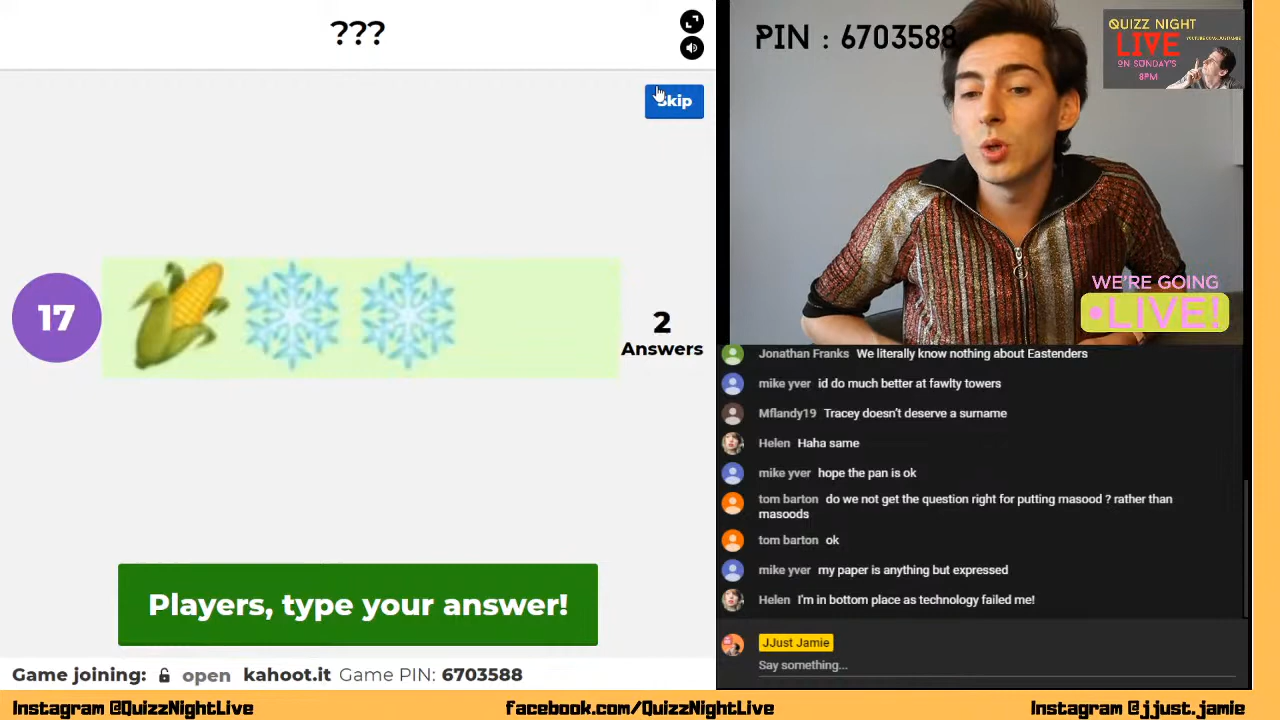 ???
Skip
17
2
Answers
Players, type your answer!
Game joining: open kahoot.it Game PIN: 6703588
PIN : 6703588
QUIZZ NIGHT
LIVE
ON SUNDAY'S
8PM
WE'RE GOING
LIVE!
Jonathan Franks We literally know nothing about Eastenders
mike yver id do much better at fawlty towers
Mflandy19 Tracey doesn't deserve a surname
Helen Haha same
mike yver hope the pan is ok
tom barton do we not get the question right for putting masood ? rather than
masoods
tom barton ok
mike yver my paper is anything but expressed
Helen I'm in bottom place as technology failed me!
JJust Jamie
Say something...
Instagram @QuizzNightLive facebook.com/QuizzNightLive Instagram @jjust.jamie